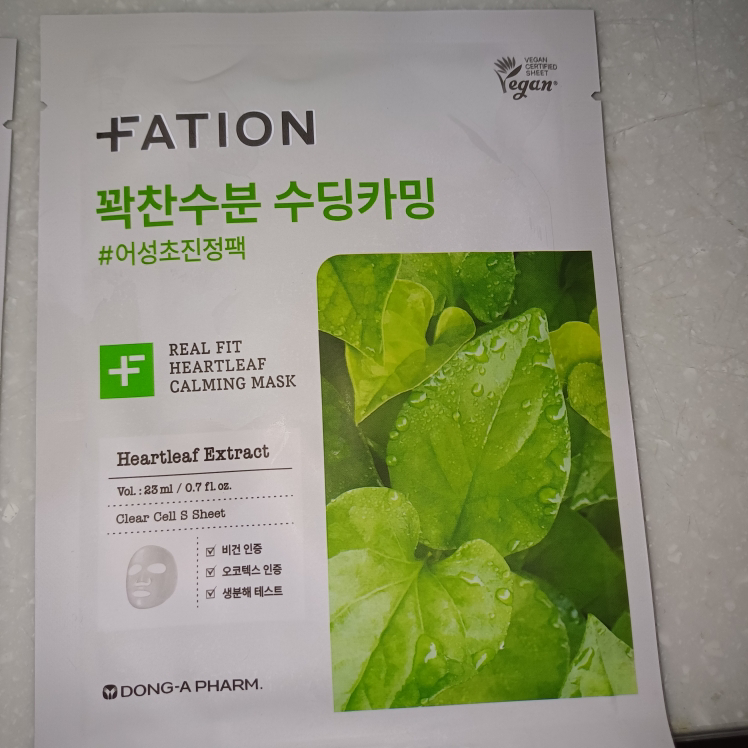 VEGAN
CERTIFIED
SHEET
Vegan®
FATION
꽉찬수분 수딩카밍
#어성초진정팩
REAL FIT
HEARTLEAF
CALMING MASK
Heartleaf Extract
Vol. : 23 ml / 0.7 fl. oz.
Clear Cell S Sheet
비건 인증
오코텍스 인증
생분해 테스트
DONG-A PHARM.